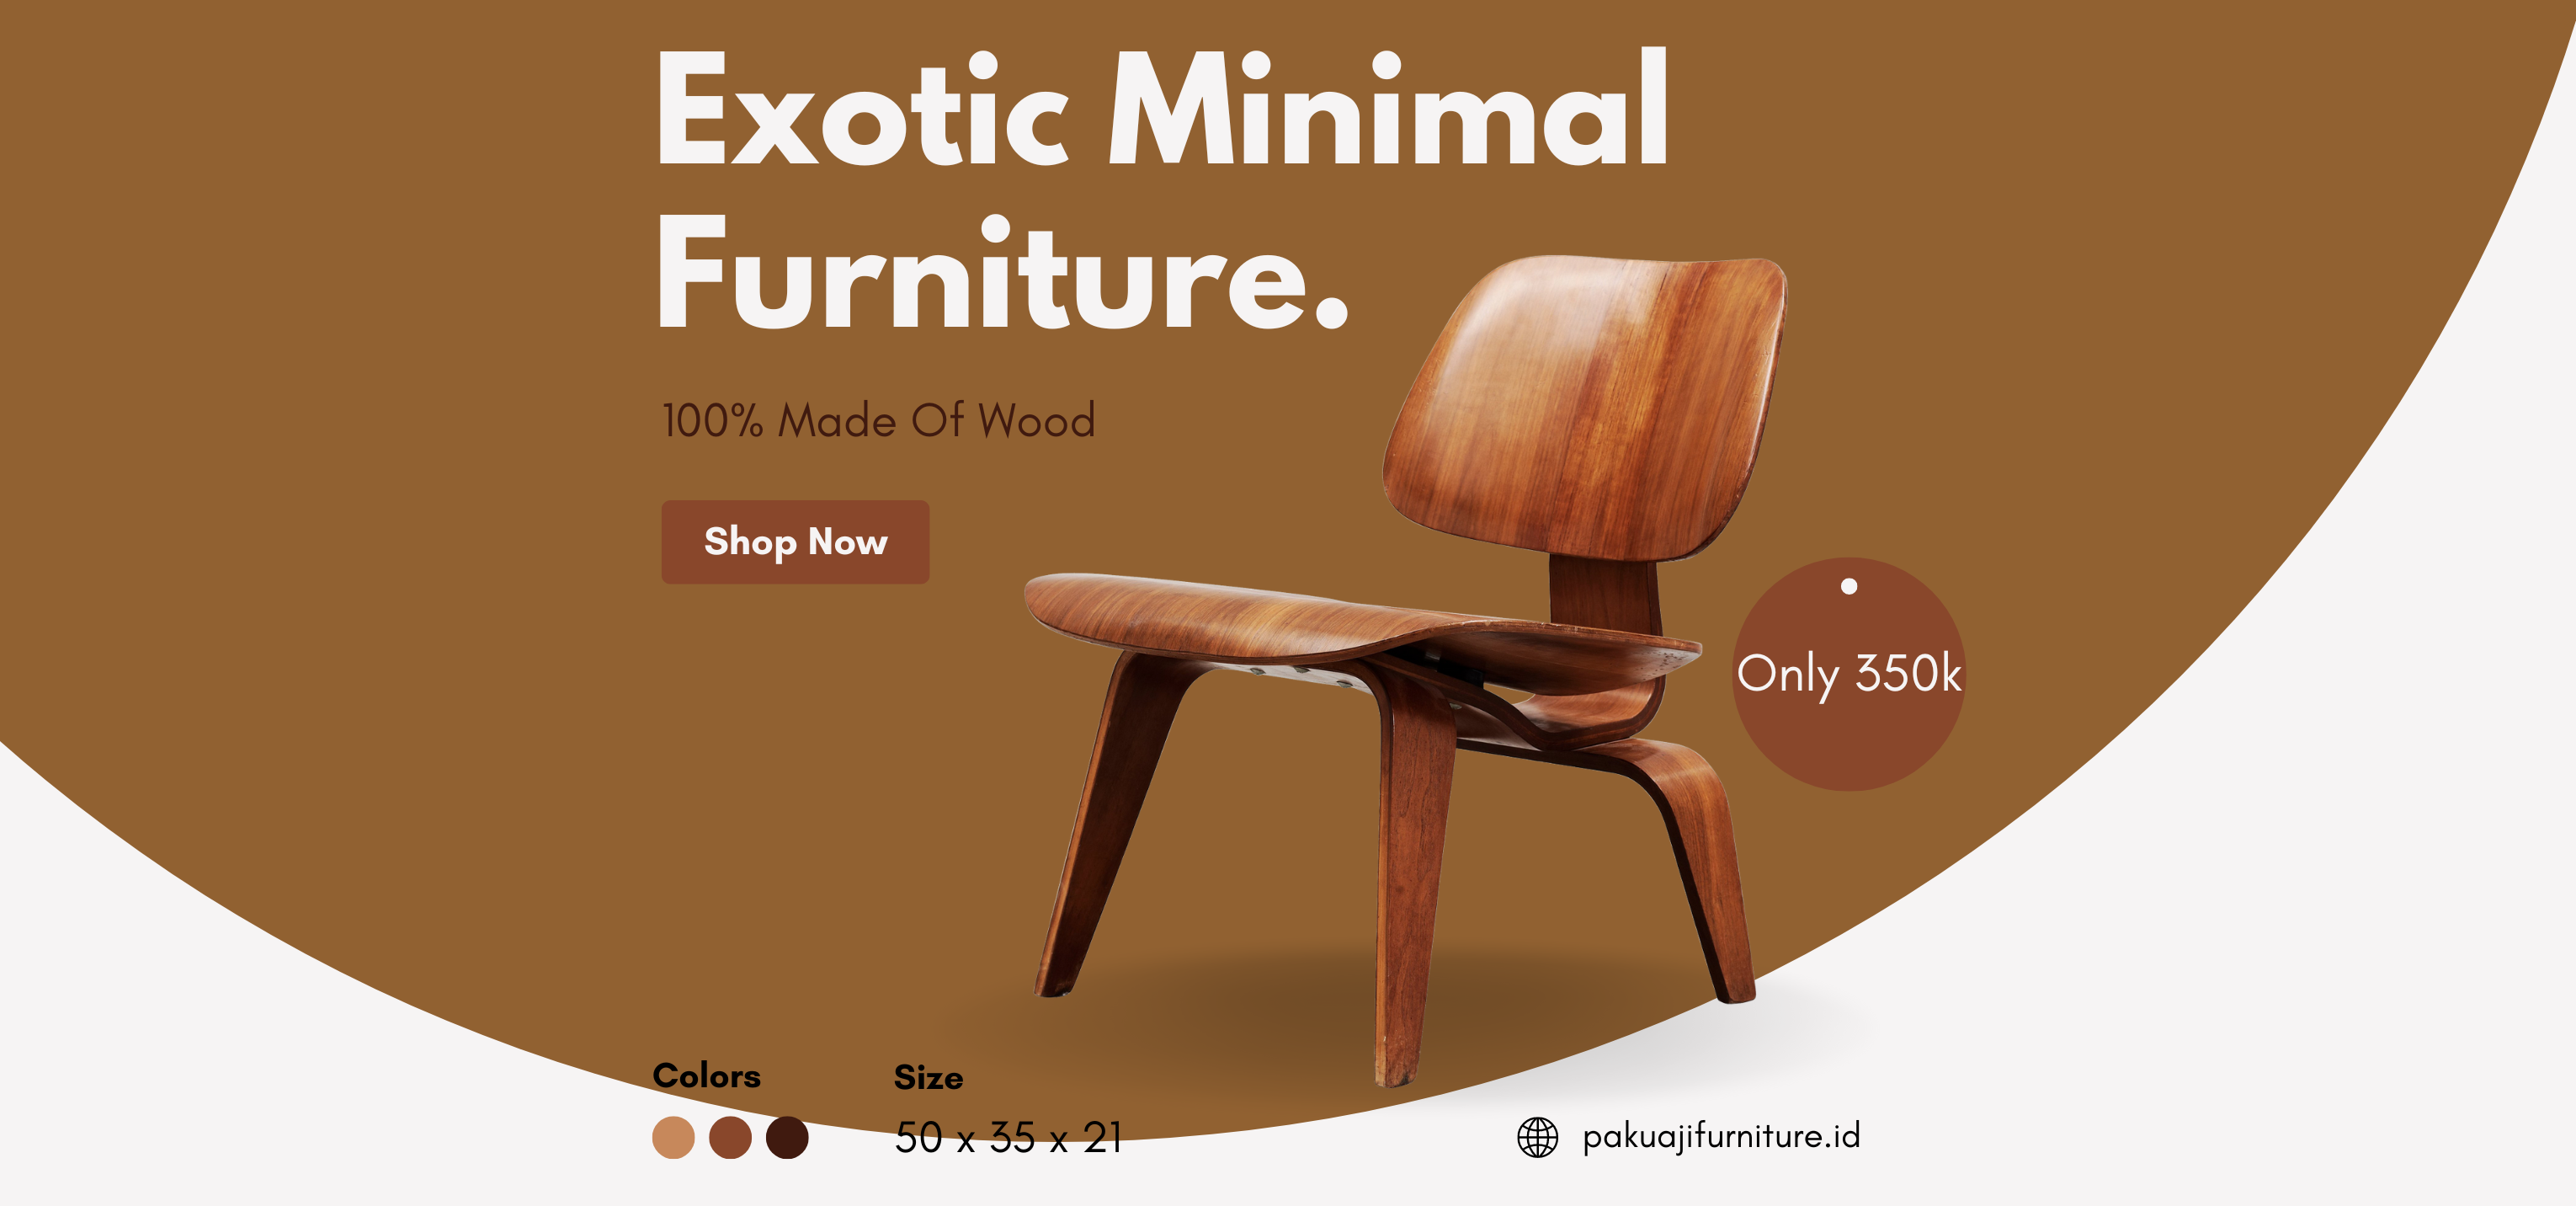 Exotic Minimal
Furniture.
100% Made Of Wood
Shop Now
Only 350k
Colors
Size
50 x 35 x 21
pakuajifurniture.id